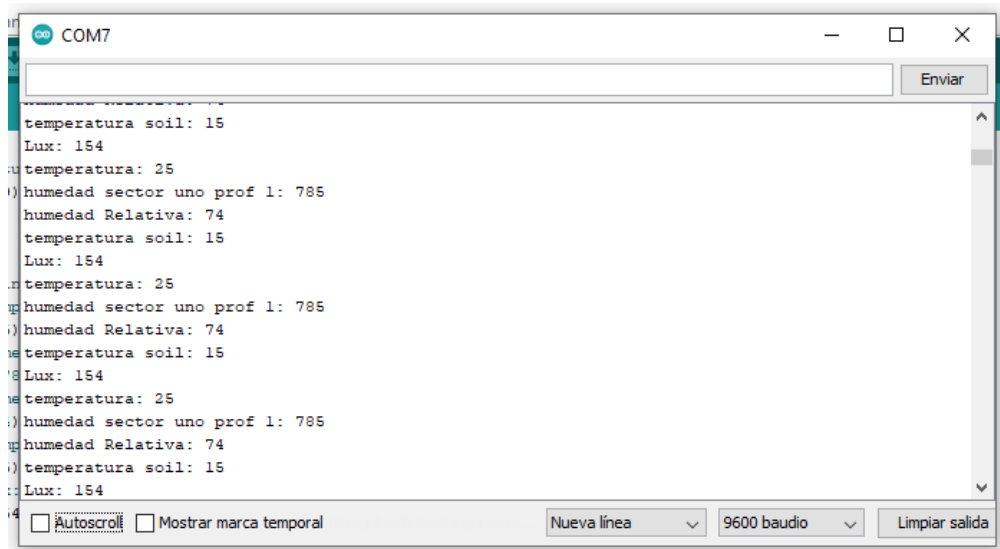 COM7
Enviar
temperatura soil: 15
Lux: 154
temperatura: 25
humedad sector uno prof 1: 785
humedad Relativa: 74
temperatura soil: 15
Lux: 154
temperatura: 25
humedad sector uno prof 1: 785
humedad Relativa: 74
temperatura soil: 15
Lux: 154
temperatura: 25
humedad sector uno prof 1: 785
humedad Relativa: 74
temperatura soil: 15
Lux: 154
Autoscroll Mostrar marca temporal Nueva línea 9600 baudio Limpiar salida